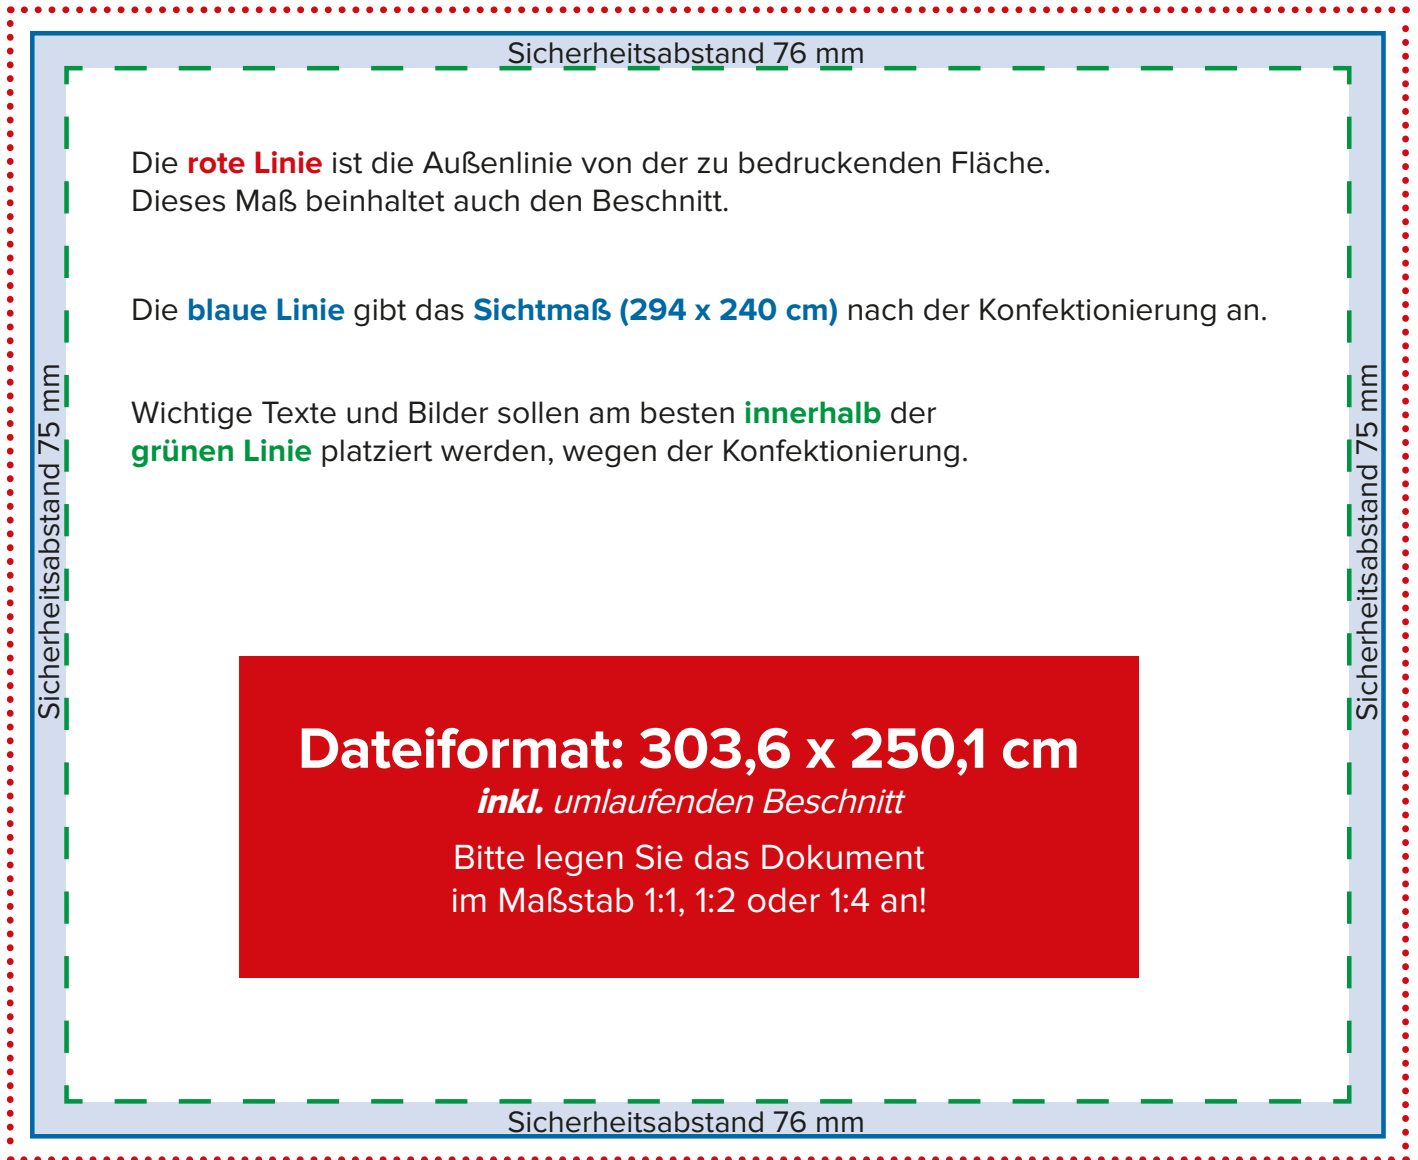 Sicherheitsabstand 76 mm
Die rote Linie ist die Außenlinie von der zu bedruckenden Fläche.
Dieses Maß beinhaltet auch den Beschnitt.
Die blaue Linie gibt das Sichtmaß (294 x 240 cm) nach der Konfektionierung an.
Sicherheitsabstand 75 mm
Wichtige Texte und Bilder sollen am besten innerhalb der
grünen Linie platziert werden, wegen der Konfektionierung.
Sicherheitsabstand 75 mm
Dateiformat: 303,6 x 250,1 cm
inkl. umlaufenden Beschnitt
Bitte legen Sie das Dokument
im Maßstab 1:1, 1:2 oder 1:4 an!
Sicherheitsabstand 76 mm